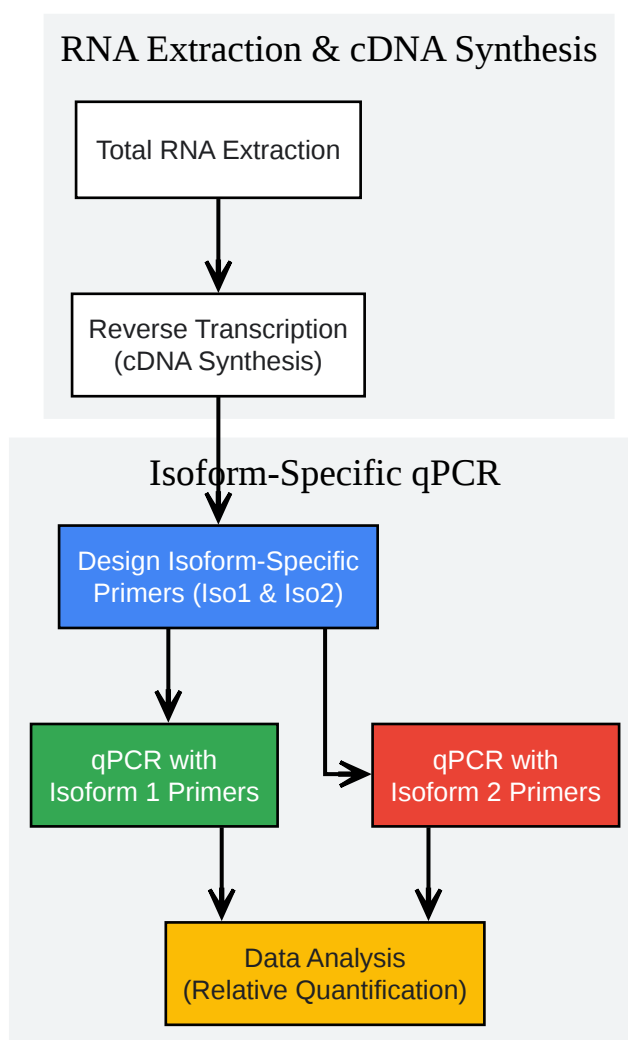 RNA Extraction & cDNA Synthesis
Total RNA Extraction
Reverse Transcription
(cDNA Synthesis)
Isoform-Specific qPCR
Design Isoform-Specific
Primers (Iso1 & Iso2)
qPCR with
Isoform 1 Primers
qPCR with
Isoform 2 Primers
Data Analysis
(Relative Quantification)